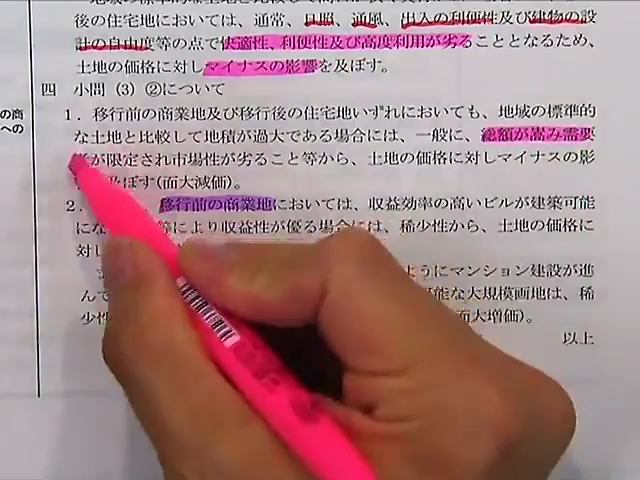 後の住宅地においては、通常、日照、通風、出入の利便性及び建物の設
計の自由度等の点で快適性、利便性及び高度利用が劣ることとなるため、
土地の価格に対しマイナスの影響を及ぼす。
四 小問(3)②について
の商
への
1．移行前の商業地及び移行後の住宅地いずれにおいても、地域の標準的
な土地と比較して地積が過大である場合には、一般に、総額が嵩み需要
が限定され市場性が劣ること等から、土地の価格に対しマイナスの影
及ぼす(面大減価)。
2． 移行前の商業地においては、収益効率の高いビルが建築可能
にな 等により収益性が優る場合には、稀少性から、土地の価格に
対し
ようにマンション建設が進
んで 可能な大規模画地は、稀
少性 面大増価)。
以上